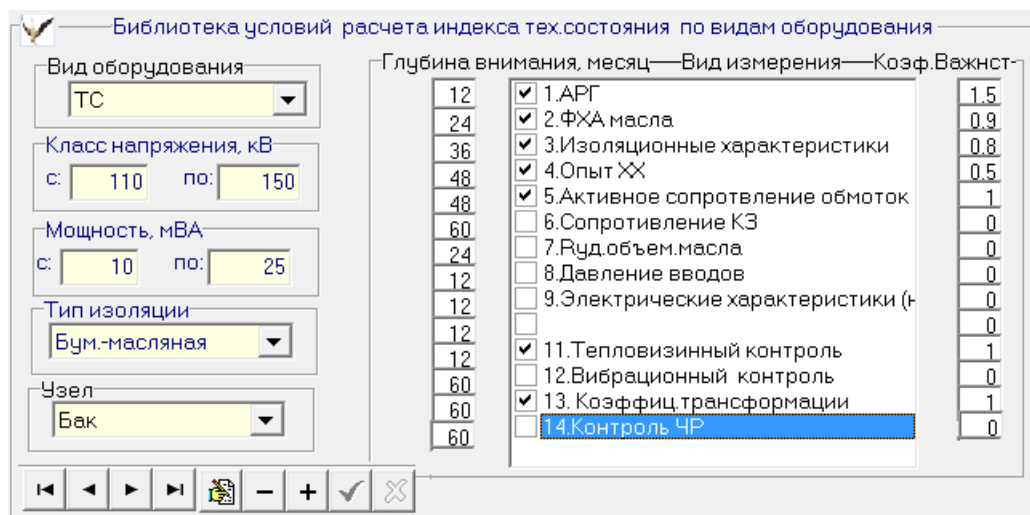 Библиотека условий расчета индекса тех.состояния по видам оборудования
Вид оборудования
ТС
Класс напряжения, кВ
с: 110 по: 150
Мощность, мВА
с: 10 по: 25
Тип изоляции
Бум.-масляная
Узел
Бак
Глубина внимания, месяц Вид измерения Коэф.Важнст-
12 1.АРГ 1.5
24 2.ФХА масла 0.9
36 3.Изоляционные характеристики 0.8
48 4.Опыт ХХ 0.5
48 5.Активное сопротвление обмоток 1
60 6.Сопротивление КЗ 0
24 7.Rуд.объем.масла 0
12 8.Давление вводов 0
12 9.Электрические характеристики (н 0
12 0
12 11.Тепловизинный контроль 1
60 12.Вибрационный контроль 0
60 13. Коэффиц.трансформации 1
60 14.Контроль ЧР 0